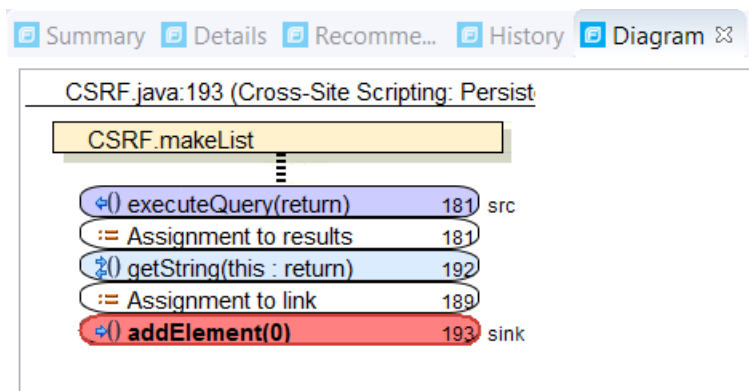 Summary Details Recomme... History Diagram
CSRF.java:193 (Cross-Site Scripting: Persist
CSRF.makeList
executeQuery(return) 181 src
:= Assignment to results 181
getString(this : return) 192
:= Assignment to link 189
addElement(0) 193 sink